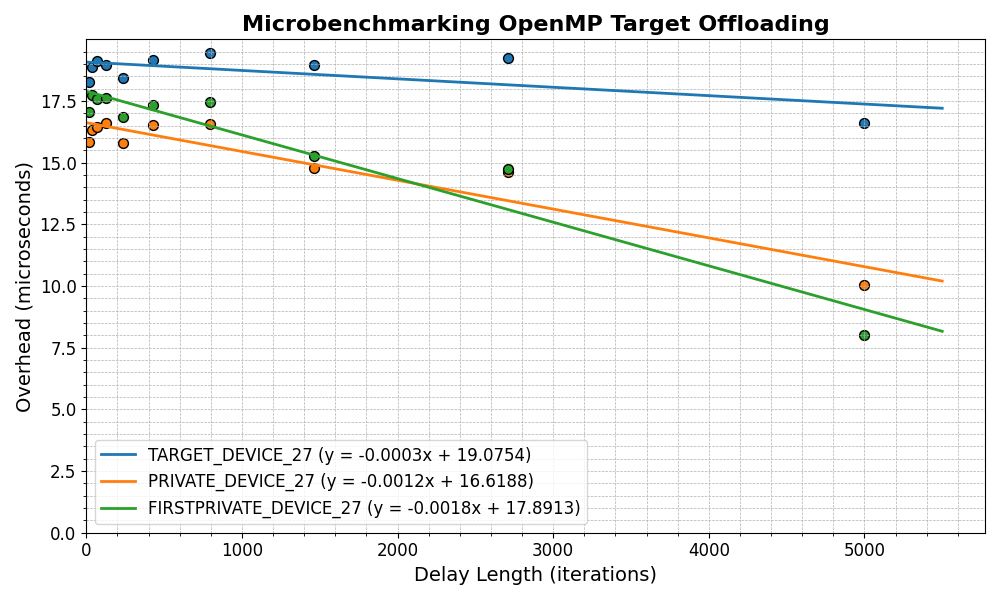 Microbenchmarking OpenMP Target Offloading
Overhead (microseconds)
17.5
15.0
12.5
10.0
7.5
5.0
2.5
0.0
TARGET_DEVICE_27 (y = -0.0003x + 19.0754)
PRIVATE_DEVICE_27 (y = -0.0012x + 16.6188)
FIRSTPRIVATE_DEVICE_27 (y = -0.0018x + 17.8913)
0 1000 2000 3000 4000 5000
Delay Length (iterations)